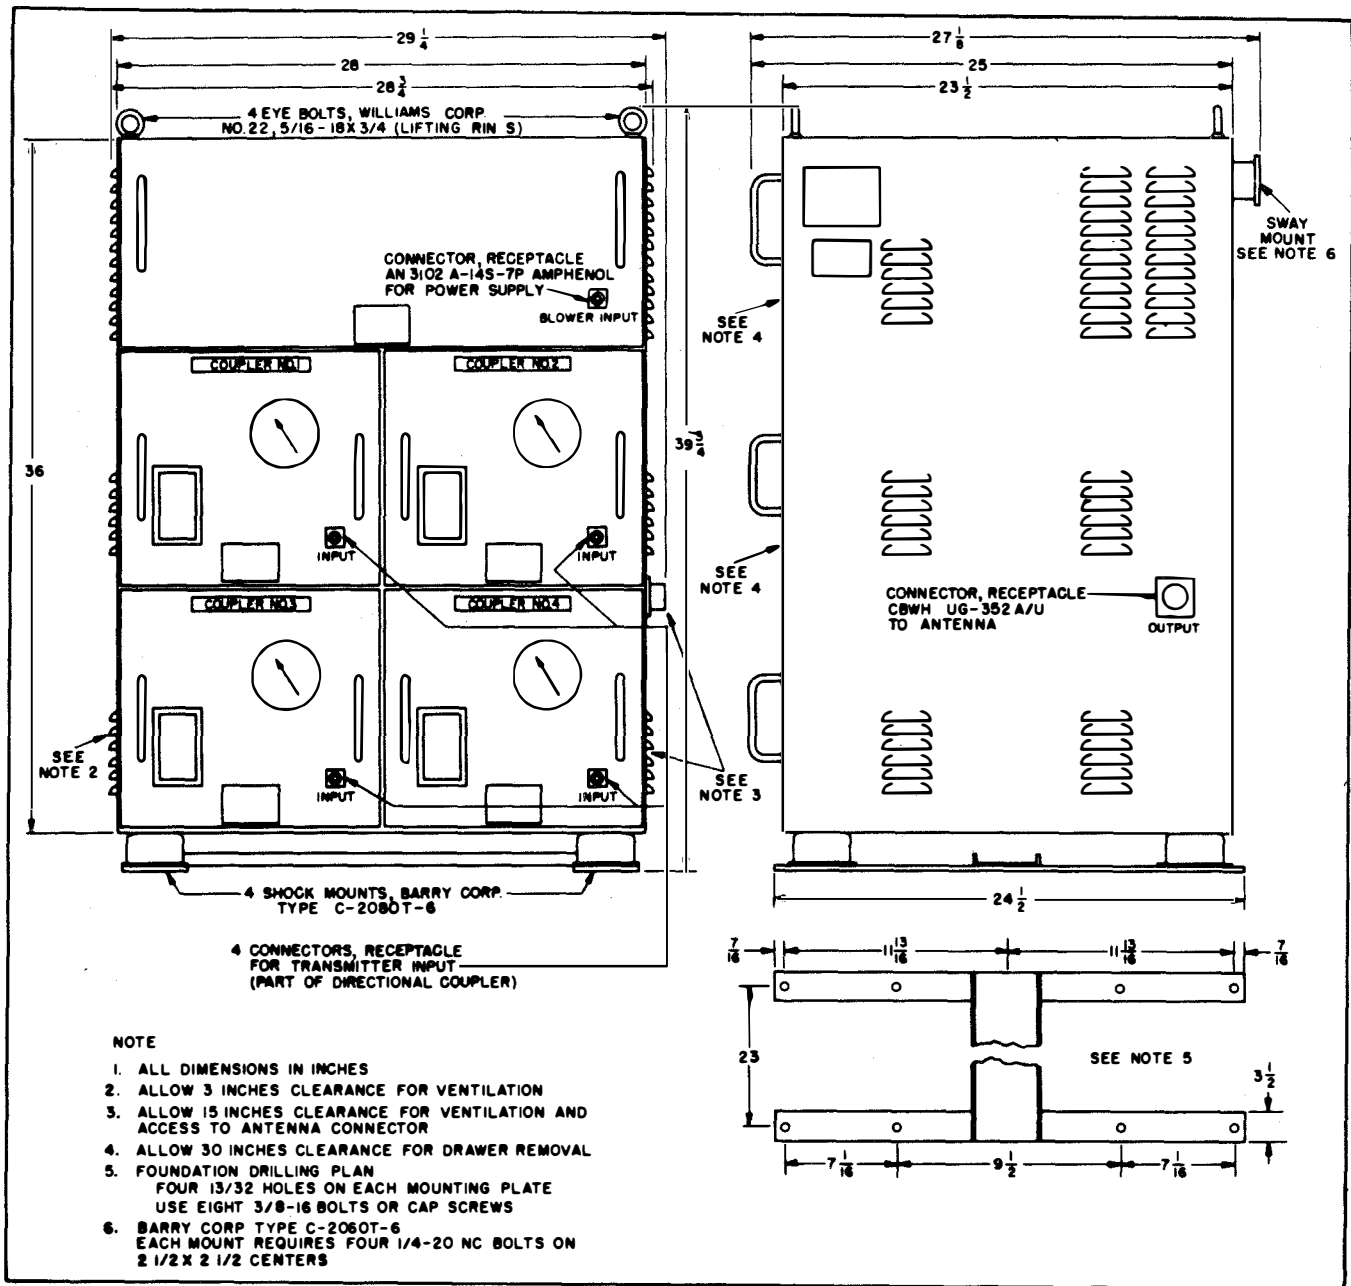 29 1/4
28
28 3/4
4 EYE BOLTS, WILLIAMS CORP.
NO.22, 5/16-18X3/4 (LIFTING RIN S)
CONNECTOR, RECEPTACLE
AN 3102 A-14S-7P AMPHENOL
FOR POWER SUPPLY
BLOWER INPUT
COUPLER NO.1
COUPLER NO.2
INPUT
INPUT
COUPLER NO.3
COUPLER NO.4
INPUT
INPUT
36
39 3/4
SEE
NOTE 2
SEE
NOTE 3
4 SHOCK MOUNTS, BARRY CORP.
TYPE C-2080T-6
4 CONNECTORS, RECEPTACLE
FOR TRANSMITTER INPUT
(PART OF DIRECTIONAL COUPLER)
27 1/8
25
23 1/2
SWAY
MOUNT
SEE NOTE 6
SEE
NOTE 4
SEE
NOTE 4
CONNECTOR, RECEPTACLE
CBWH UG-352 A/U
TO ANTENNA
OUTPUT
24 1/2
7/16
11 13/16
11 13/16
7/16
23
SEE NOTE 5
3 1/2
7 1/16
9 1/2
7 1/16
NOTE
1. ALL DIMENSIONS IN INCHES
2. ALLOW 3 INCHES CLEARANCE FOR VENTILATION
3. ALLOW 15 INCHES CLEARANCE FOR VENTILATION AND
ACCESS TO ANTENNA CONNECTOR
4. ALLOW 30 INCHES CLEARANCE FOR DRAWER REMOVAL
5. FOUNDATION DRILLING PLAN
FOUR 13/32 HOLES ON EACH MOUNTING PLATE
USE EIGHT 3/8-16 BOLTS OR CAP SCREWS
6. BARRY CORP TYPE C-2060T-6
EACH MOUNT REQUIRES FOUR 1/4-20 NC BOLTS ON
2 1/2 X 2 1/2 CENTERS